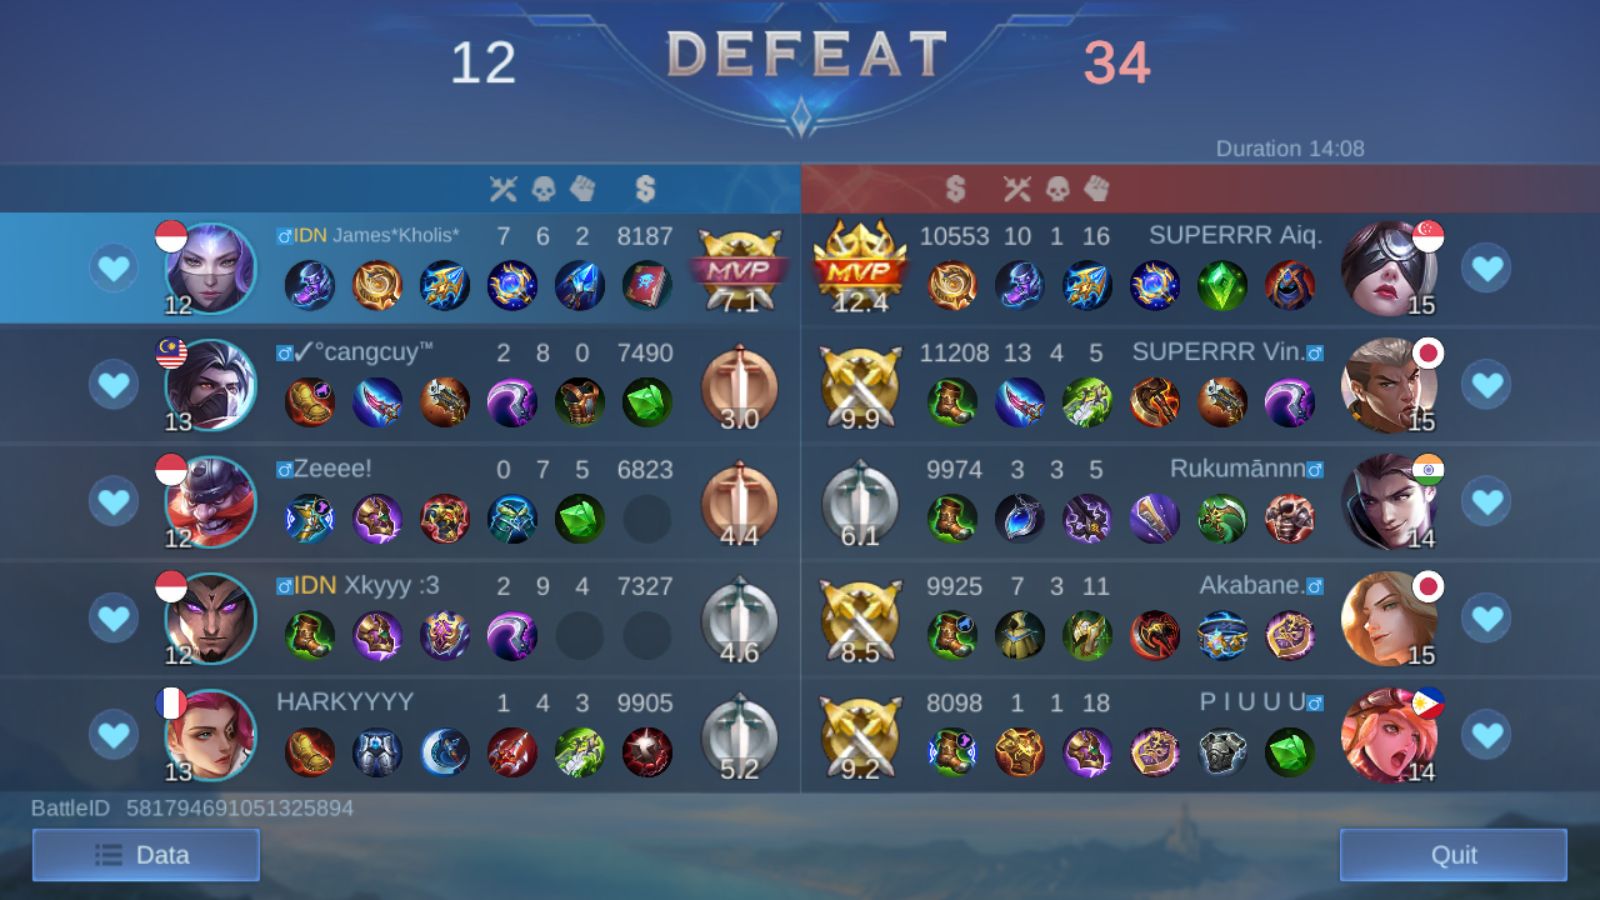 12 DEFEAT 34
Duration 14:08
♂IDN James*Kholis* 7 6 2 8187 MVP 7.1 12
MVP 12.4 10553 10 1 16 SUPERRR Aiq. 15
♂✓°cangcuy™ 2 8 0 7490 3.0 13
9.9 11208 13 4 5 SUPERRR Vin.♂ 15
♂Zeeee! 0 7 5 6823 4.4 12
6.1 9974 3 3 5 Rukumānnn♂ 14
♂IDN Xkyyy :3 2 9 4 7327 4.6 12
8.5 9925 7 3 11 Akabane.♂ 15
HARKYYYY 1 4 3 9905 5.2 13
9.2 8098 1 1 18 P I U U U♂ 14
BattleID 581794691051325894
Data
Quit